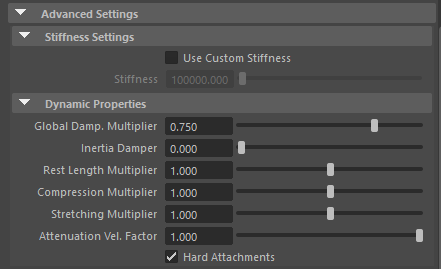 Advanced Settings
Stiffness Settings
Use Custom Stiffness
Stiffness 100000.000
Dynamic Properties
Global Damp. Multiplier 0.750
Inertia Damper 0.000
Rest Length Multiplier 1.000
Compression Multiplier 1.000
Stretching Multiplier 1.000
Attenuation Vel. Factor 1.000
Hard Attachments